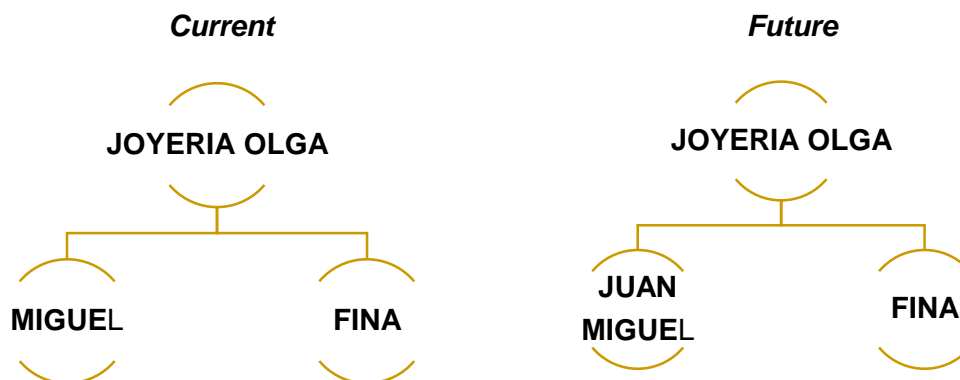 Current
Future
JOYERIA OLGA
JOYERIA OLGA
MIGUEL
FINA
JUAN
MIGUEL
FINA